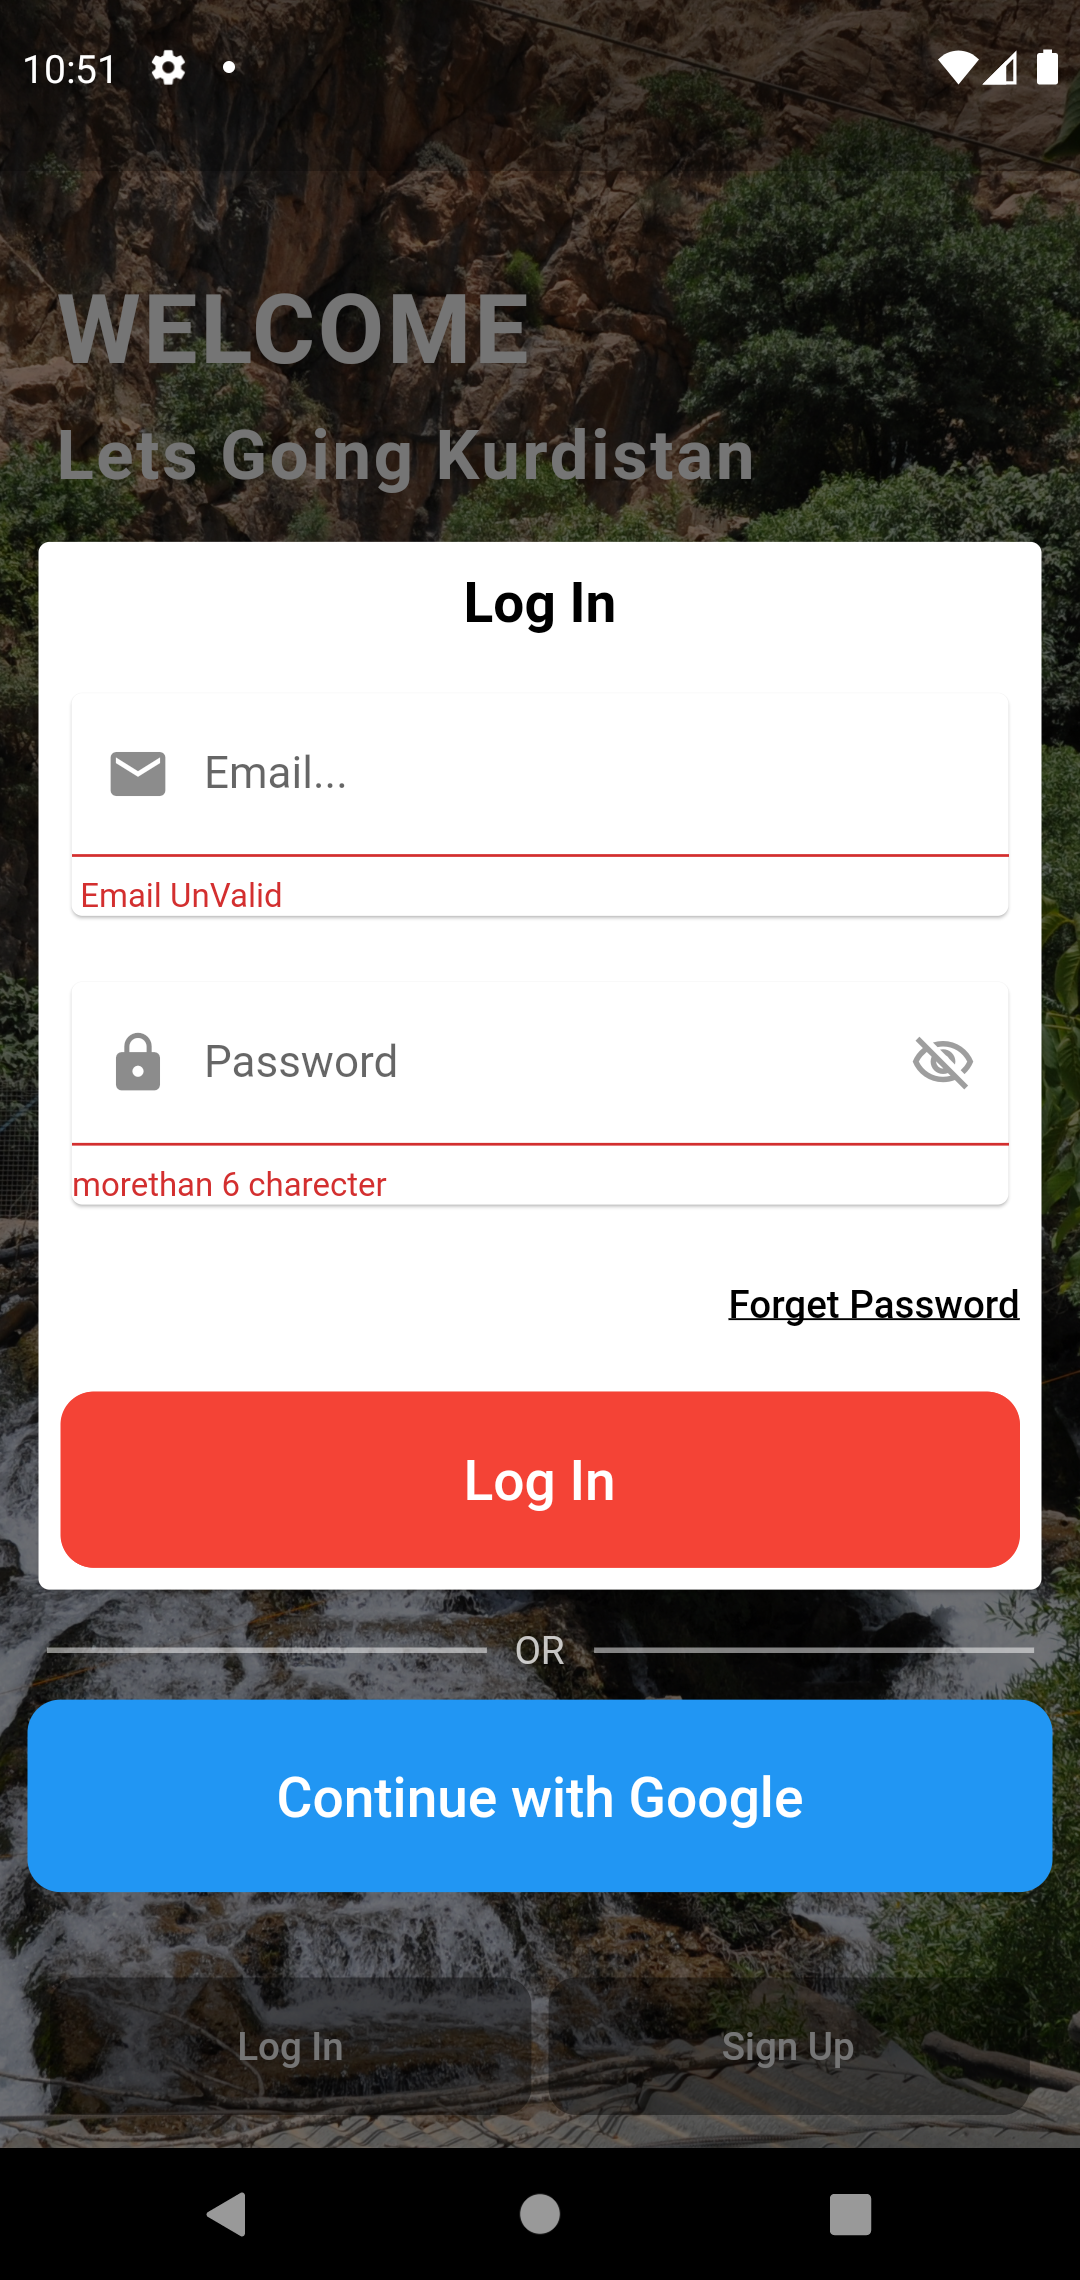 10:51
WELCOME
Lets Going Kurdistan
Log In
Email...
Email UnValid
Password
morethan 6 charecter
Forget Password
Log In
OR
Continue with Google
Log In
Sign Up